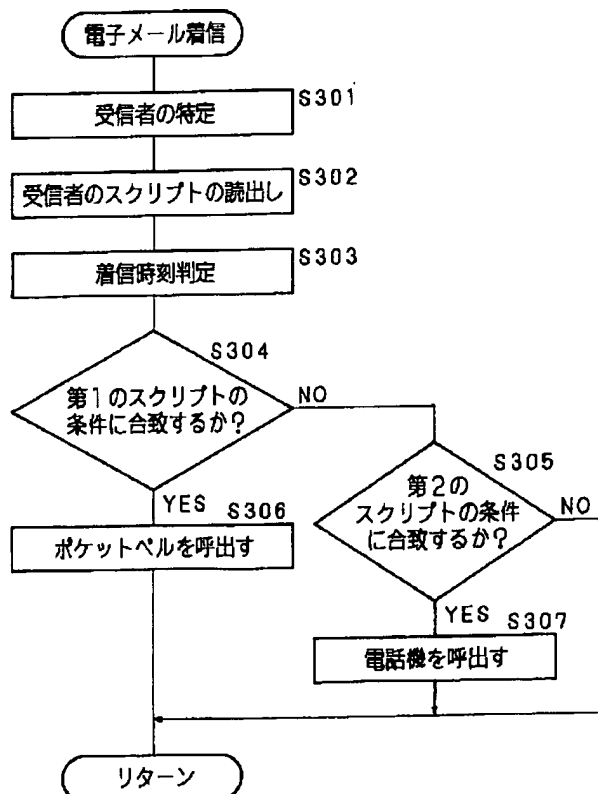 電子メール着信
S301
受信者の特定
S302
受信者のスクリプトの読出し
S303
着信時刻判定
S304
第1のスクリプトの
条件に合致するか?
NO
S305
第2の
スクリプトの条件
に合致するか?
NO
YES
S306
ポケットベルを呼出す
YES
S307
電話機を呼出す
リターン